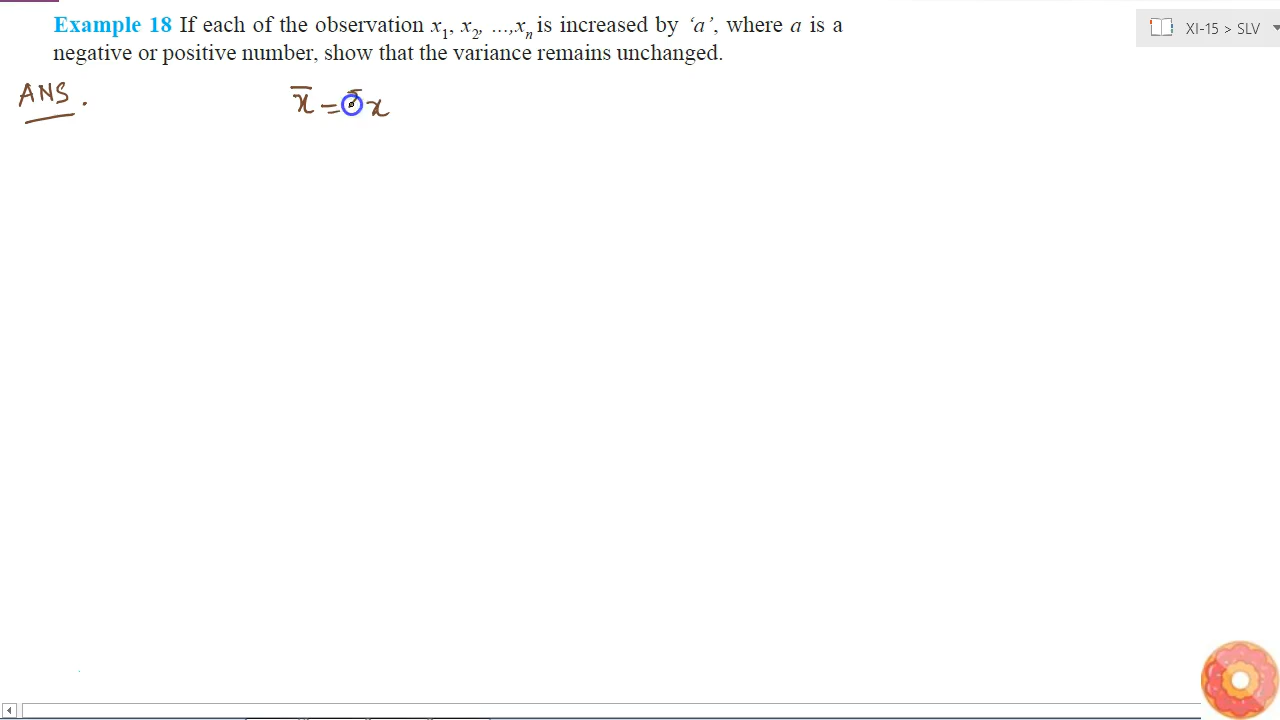 Example 18 If each of the observation x₁, x₂, ...,xₙ is increased by ‘a’, where a is a
negative or positive number, show that the variance remains unchanged.
XI-15 > SLV
ANS.
x̄ = x